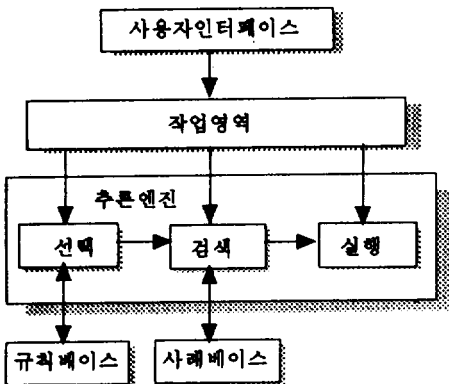 사용자인터페이스
작업영역
추론엔진
선택
검색
실행
규칙베이스
사례베이스